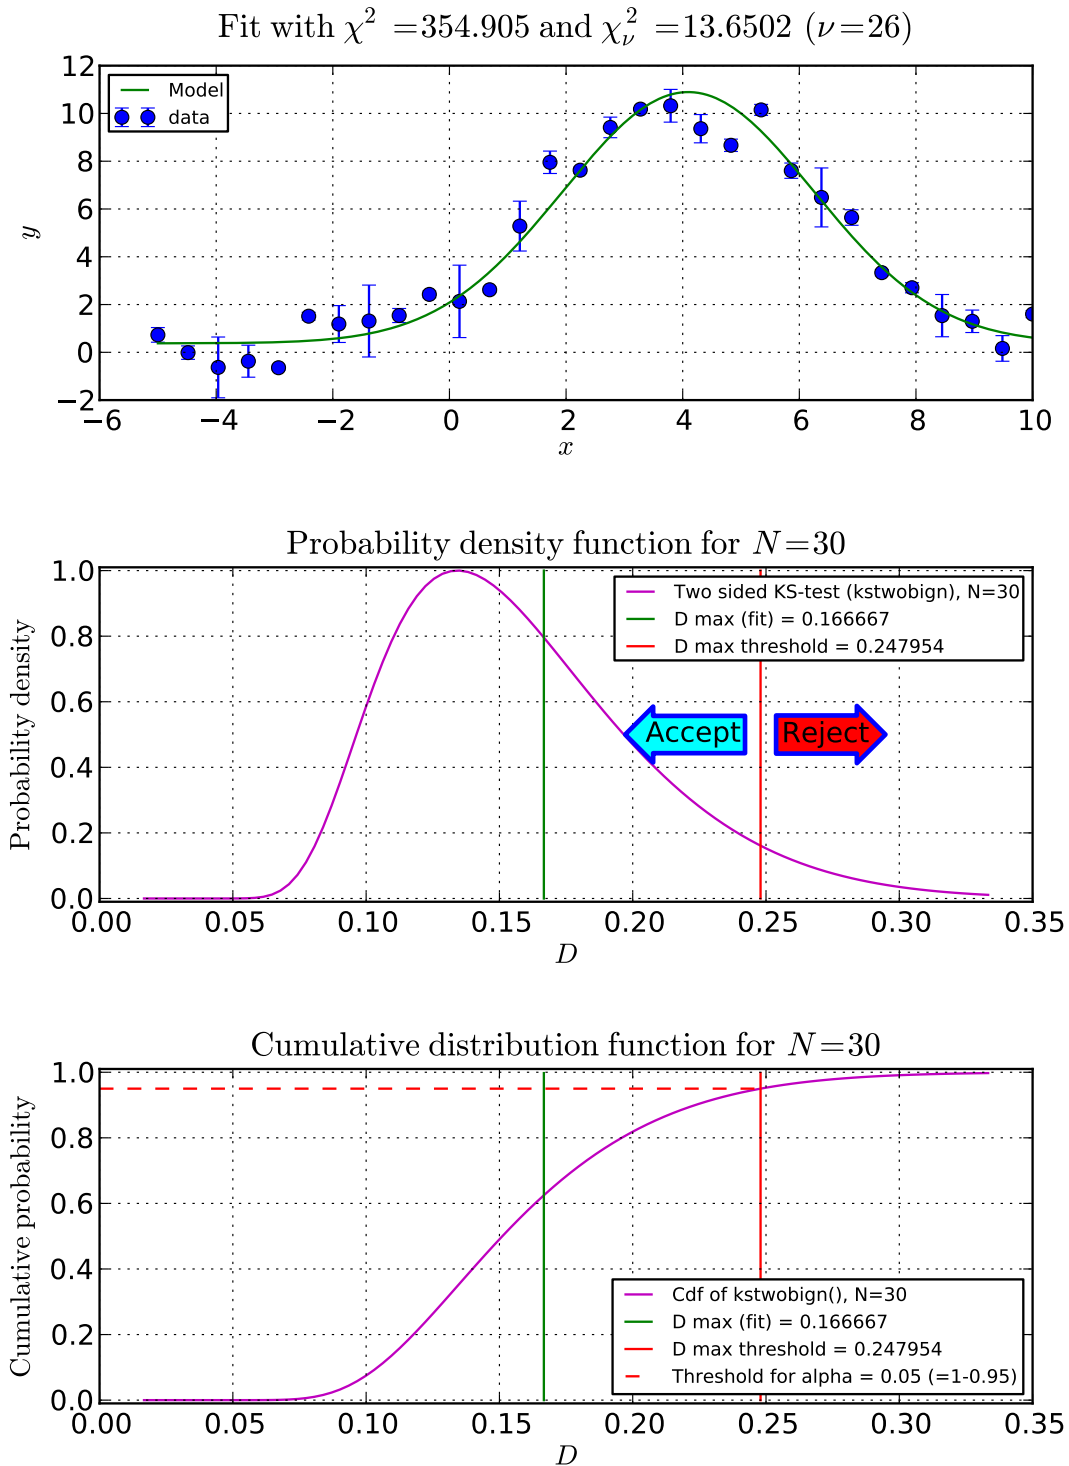 Fit with χ² =354.905 and χ²ᵥ =13.6502 (ν=26)
12
10
8
6
4
2
0
−2
y
Model
data
−6
−4
−2
0
2
4
6
8
10
x
Probability density function for N=30
1.0
0.8
0.6
0.4
0.2
0.0
Probability density
Two sided KS-test (kstwobign), N=30
D max (fit) = 0.166667
D max threshold = 0.247954
Accept
Reject
0.00
0.05
0.10
0.15
0.20
0.25
0.30
0.35
D
Cumulative distribution function for N=30
1.0
0.8
0.6
0.4
0.2
0.0
Cumulative probability
Cdf of kstwobign(), N=30
D max (fit) = 0.166667
D max threshold = 0.247954
Threshold for alpha = 0.05 (=1-0.95)
0.00
0.05
0.10
0.15
0.20
0.25
0.30
0.35
D